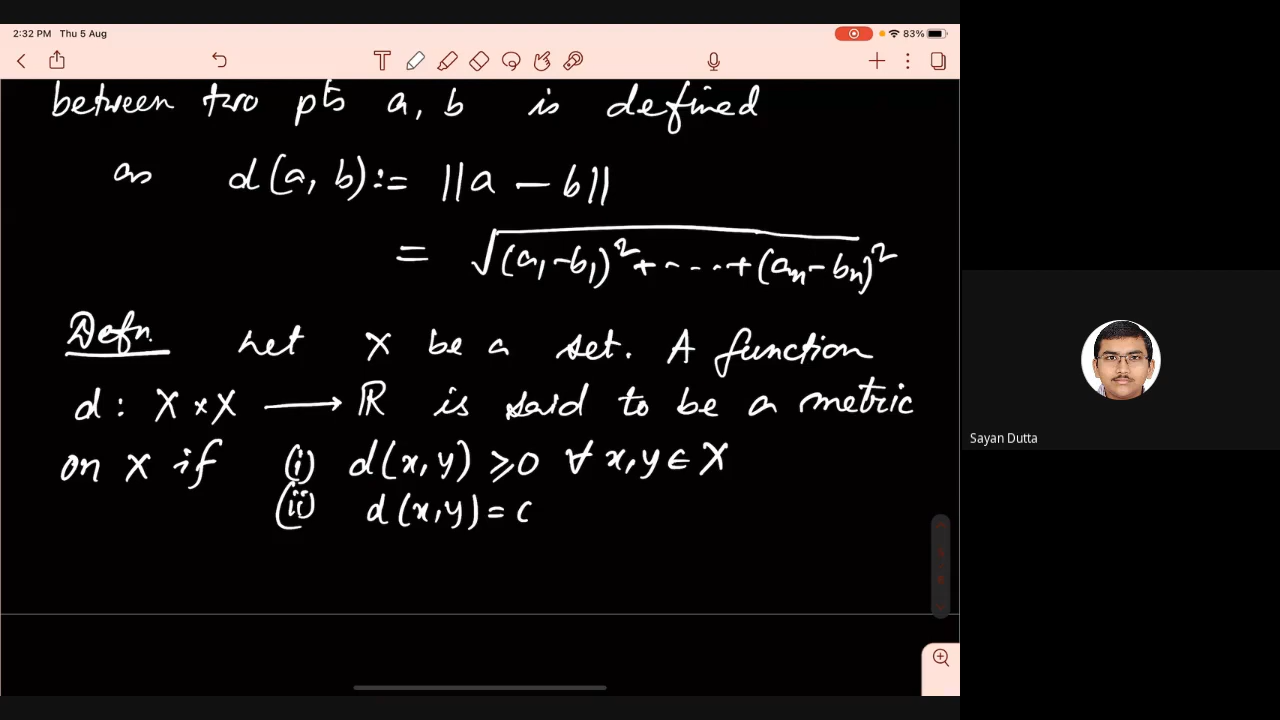 2:32 PM Thu 5 Aug
83%
between two pts a, b is defined
as d(a, b) := ||a − b||
= √(a₁−b₁)² + ..... + (aₙ−bₙ)²
Defn. Let X be a set. A function
d : X × X ⟶ ℝ is said to be a metric
on X if (i) d(x,y) ⩾ 0 ∀ x,y ∈ X
(ii) d(x,y) = c
Sayan Dutta